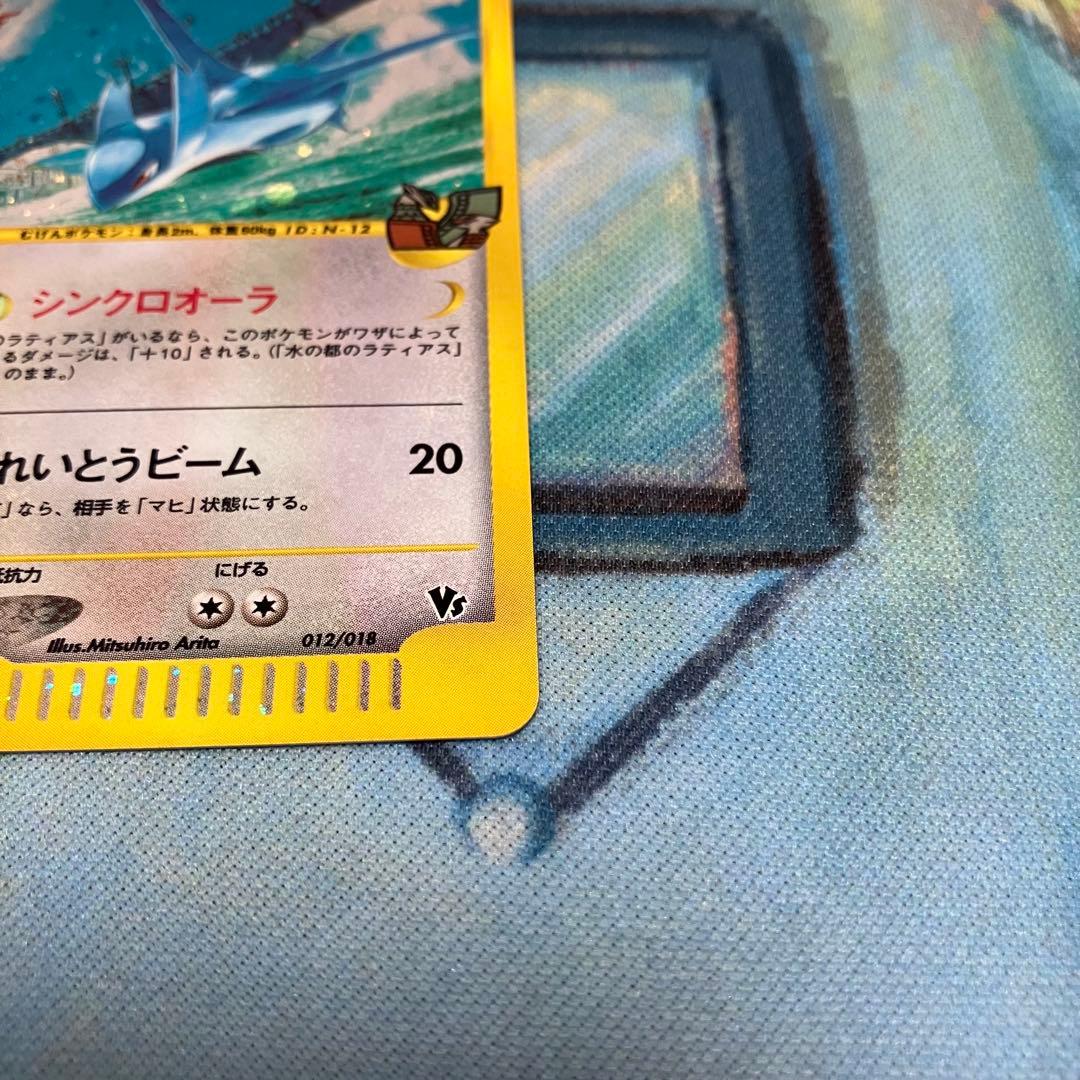 むげんポケモン：身長2m、体重60kg ID：N-12
シンクロオーラ
のラティアス」がいるなら、このポケモンがワザによって
るダメージは、「＋10」される。（「水の都のラティアス」
のまま。）
れいとうビーム 20
なら、相手を「マヒ」状態にする。
抵抗力 にげる
VS
Illus.Mitsuhiro Arita 012/018